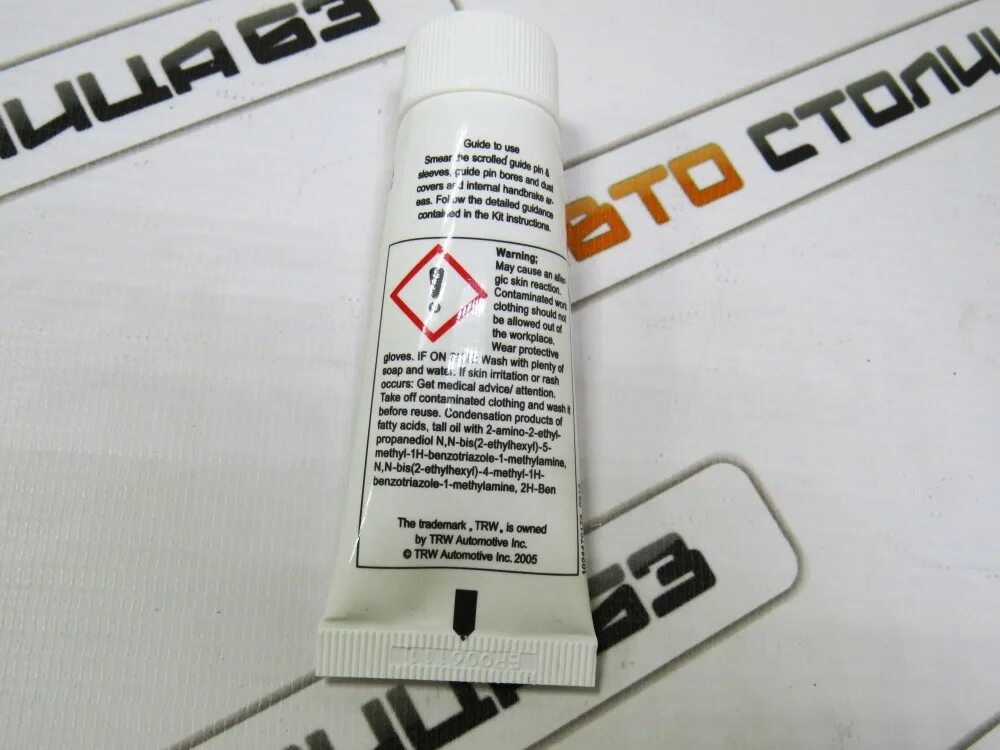 ИЦА 63
АВТО СТОЛИЦ
Guide to use
Smear the scrolled guide pin &
sleeves, guide pin bores and dust
covers and internal handbrake ar-
eas. Follow the detailed guidance
contained in the Kit instructions.
Warning;
May cause an aller-
gic skin reaction.
Contaminated work
clothing should not
be allowed out of
the workplace.
Wear protective
gloves. IF ON Wash with plenty of
soap and water. If skin irritation or rash
occurs: Get medical advice/ attention.
Take off contaminated clothing and wash it
before reuse. Condensation products of
fatty acids, tall oil with 2-amino-2-ethyl-
propanediol N,N-bis(2-ethylhexyl)-5-
methyl-1H-benzotriazole-1-methylamine,
N,N-bis(2-ethylhexyl)-4-methyl-1H-
benzotriazole-1-methylamine, 2H-Ben
The trademark „TRW„ is owned
by TRW Automotive Inc.
© TRW Automotive Inc. 2005
ИЦА 63